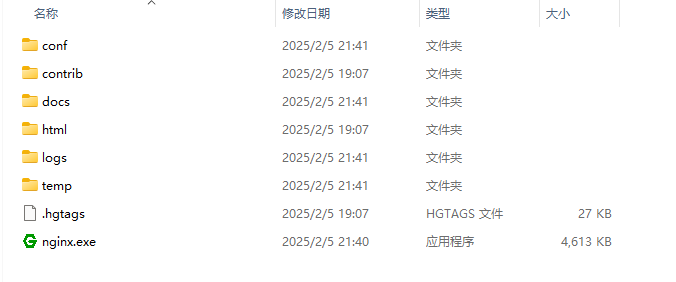 名称 修改日期 类型 大小
conf 2025/2/5 21:41 文件夹
contrib 2025/2/5 19:07 文件夹
docs 2025/2/5 21:41 文件夹
html 2025/2/5 19:07 文件夹
logs 2025/2/5 21:41 文件夹
temp 2025/2/5 21:41 文件夹
.hgtags 2025/2/5 19:07 HGTAGS 文件 27 KB
nginx.exe 2025/2/5 21:40 应用程序 4,613 KB